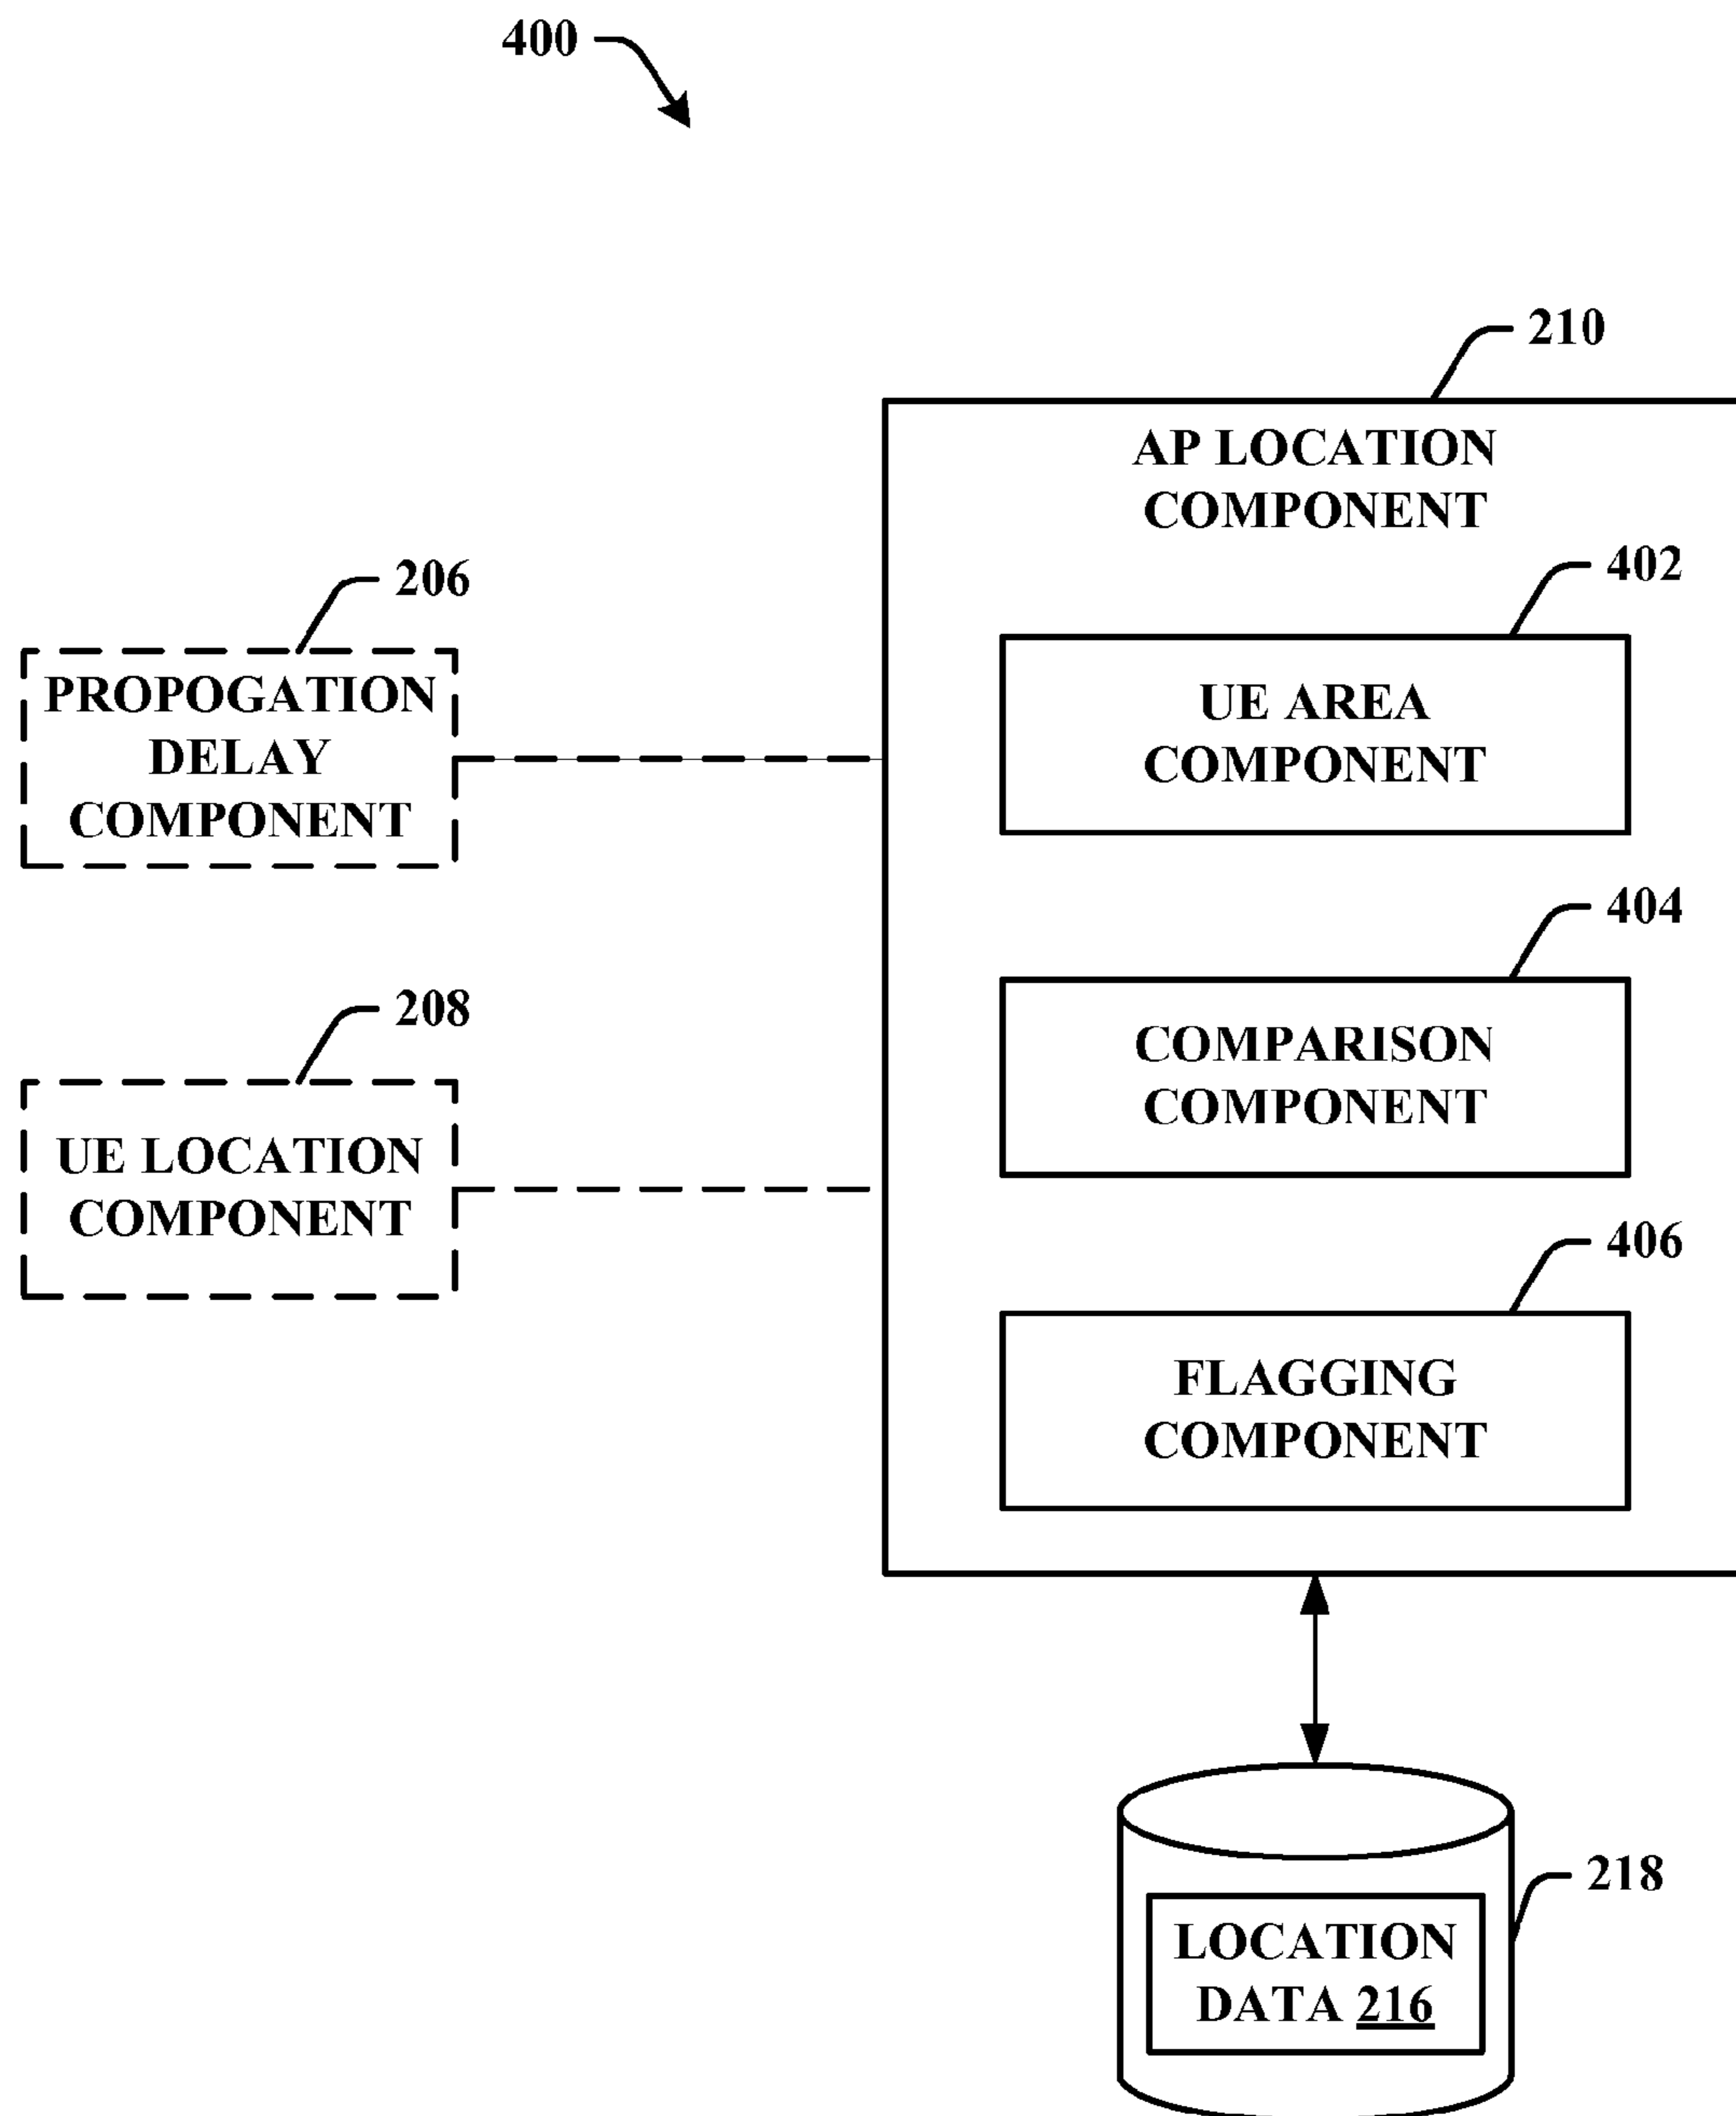 400
210
AP LOCATION
COMPONENT
402
206
PROPOGATION
DELAY
COMPONENT
UE AREA
COMPONENT
404
208
COMPARISON
COMPONENT
UE LOCATION
COMPONENT
406
FLAGGING
COMPONENT
218
LOCATION
DATA 216